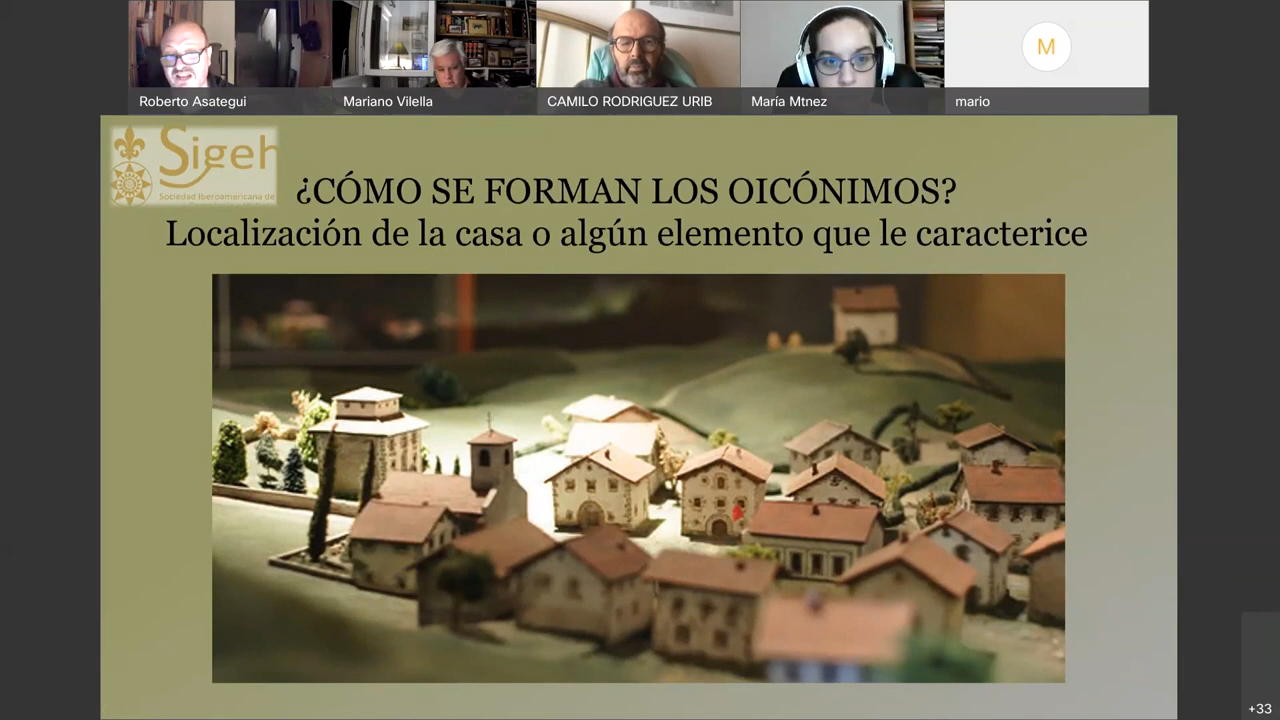 Roberto Asategui
Mariano Vilella
CAMILO RODRIGUEZ URIB
María Mtnez
M
mario
Sigeh
Sociedad Iberoamericana de
¿CÓMO SE FORMAN LOS OICÓNIMOS?
Localización de la casa o algún elemento que le caracterice
+33